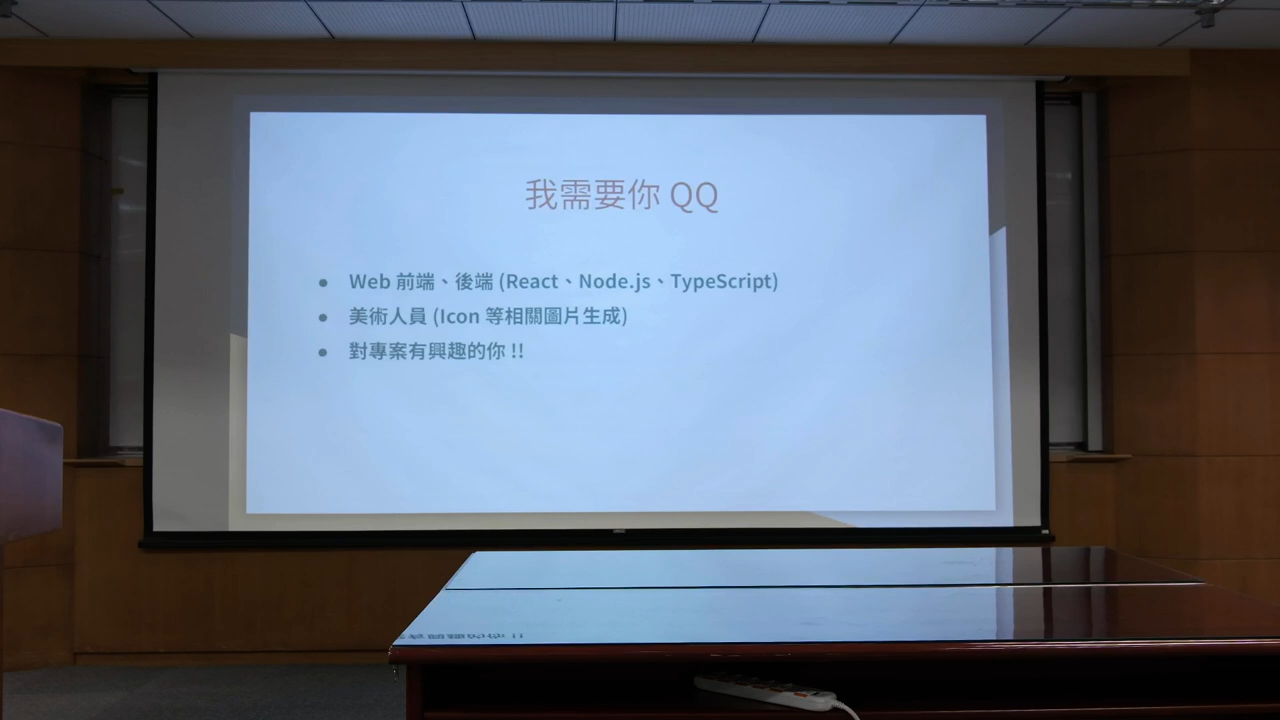 我需要你 QQ
● Web 前端、後端 (React、Node.js、TypeScript)
● 美術人員 (Icon 等相關圖片生成)
● 對專案有興趣的你 !!